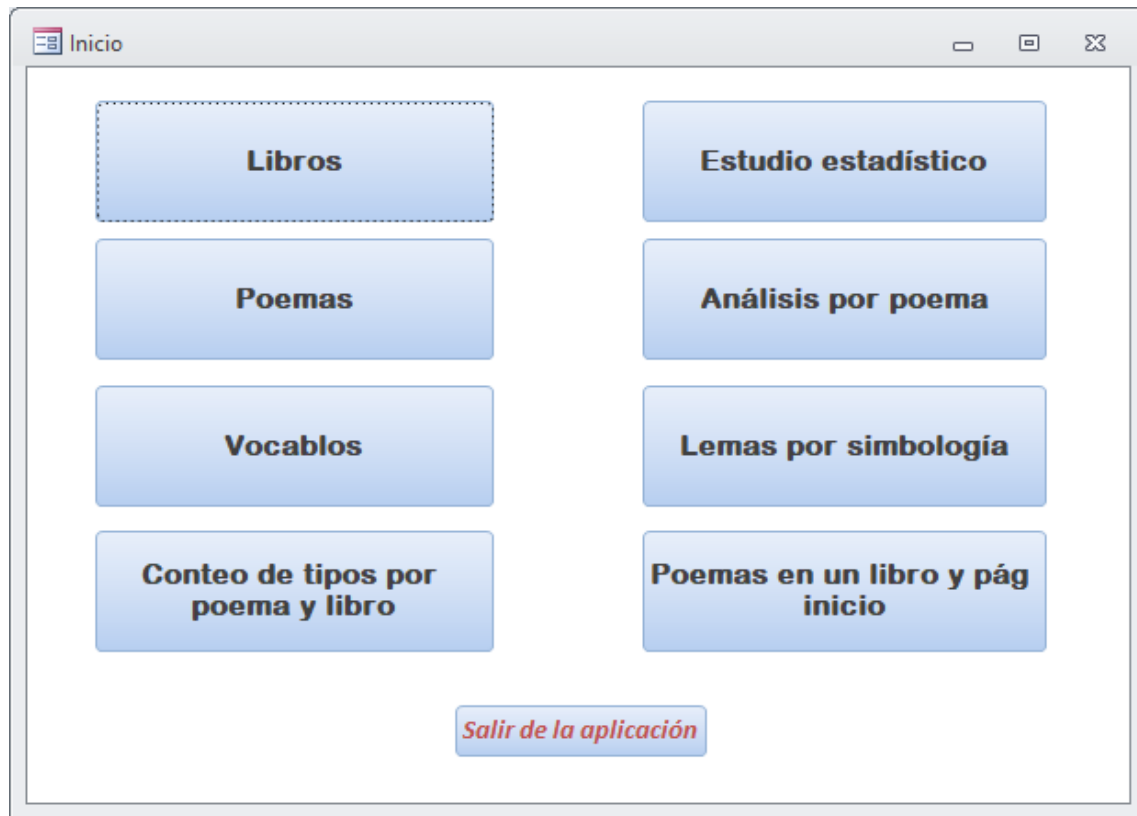 Inicio
Libros
Estudio estadístico
Poemas
Análisis por poema
Vocablos
Lemas por simbología
Conteo de tipos por
poema y libro
Poemas en un libro y pág
inicio
Salir de la aplicación